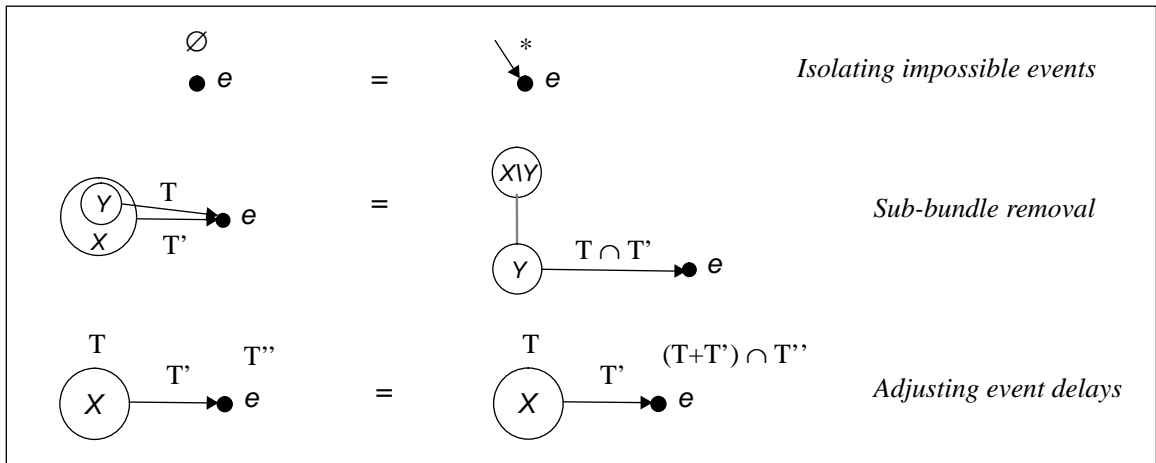 ∅ *
e = e Isolating impossible events
X\Y
Y T e = Sub-bundle removal
X T’
Y T ∩ T’ e
T T’’ T (T+T’) ∩ T’’
X T’ e = X T’ e Adjusting event delays